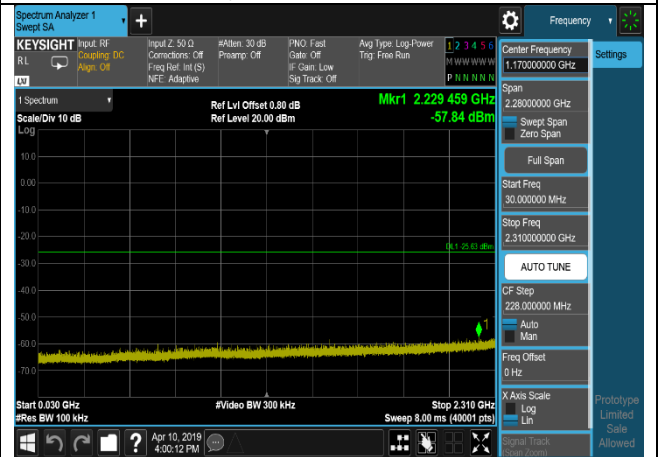 Spectrum Analyzer 1
Swept SA
+
Frequency
KEYSIGHT
RL
LXI
Input: RF
Coupling: DC
Align: Off
Input Z: 50 Ω
Corrections: Off
Freq Ref: Int (S)
NFE: Adaptive
#Atten: 30 dB
Preamp: Off
PNO: Fast
Gate: Off
IF Gain: Low
Sig Track: Off
Avg Type: Log-Power
Trig: Free Run
1 2 3 4 5 6
M W W W W W
P N N N N N
1 Spectrum
Scale/Div 10 dB
Log
Ref Lvl Offset 0.80 dB
Ref Level 20.00 dBm
Mkr1 2.229 459 GHz
-57.84 dBm
10.0
0.00
-10.0
-20.0
-30.0
-40.0
-50.0
-60.0
-70.0
DL1 -25.63 dBm
1
Start 0.030 GHz
#Res BW 100 kHz
#Video BW 300 kHz
Stop 2.310 GHz
Sweep 8.00 ms (40001 pts)
?
Apr 10, 2019
4:00:12 PM
Center Frequency
1.170000000 GHz
Span
2.28000000 GHz
Swept Span
Zero Span
Full Span
Start Freq
30.000000 MHz
Stop Freq
2.310000000 GHz
AUTO TUNE
CF Step
228.000000 MHz
Auto
Man
Freq Offset
0 Hz
X Axis Scale
Log
Lin
Signal Track
(Span Zoom)
Settings
Prototype
Limited
Sale
Allowed